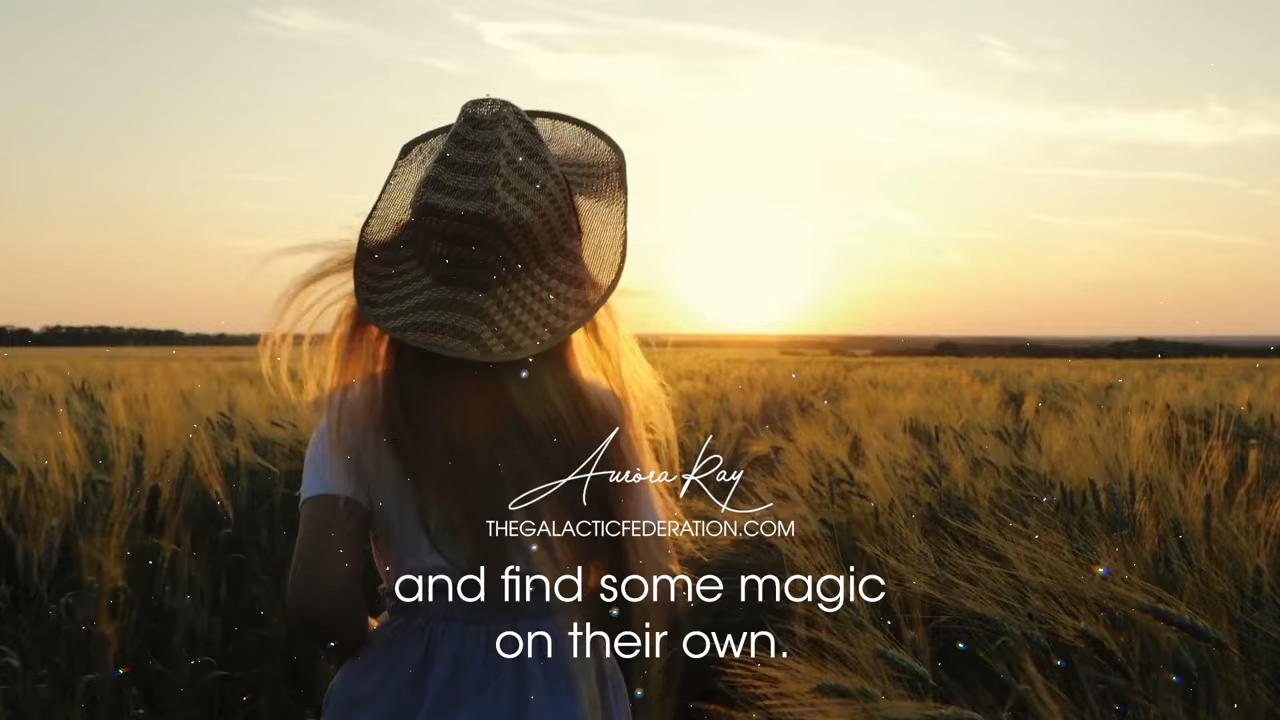 Aurora Ray
THEGALACTICFEDERATION.COM
and find some magic
on their own.